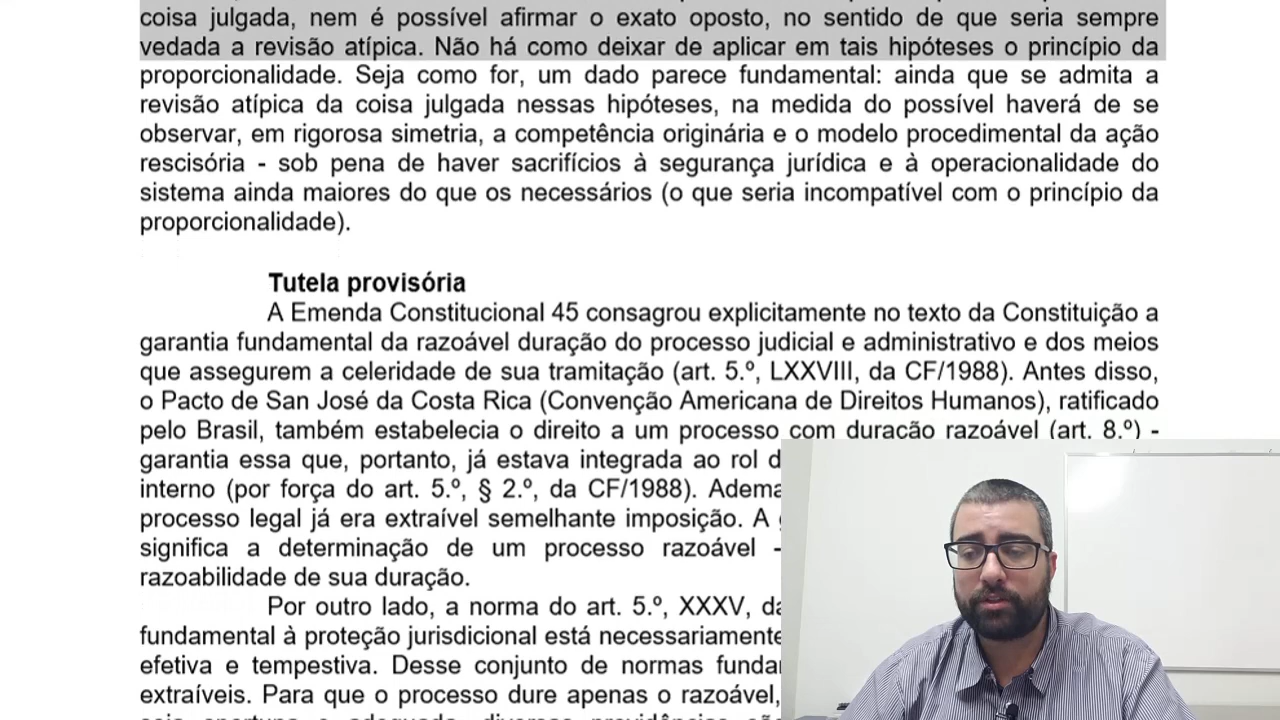 coisa julgada, nem é possível afirmar o exato oposto, no sentido de que seria sempre
vedada a revisão atípica. Não há como deixar de aplicar em tais hipóteses o princípio da
proporcionalidade. Seja como for, um dado parece fundamental: ainda que se admita a
revisão atípica da coisa julgada nessas hipóteses, na medida do possível haverá de se
observar, em rigorosa simetria, a competência originária e o modelo procedimental da ação
rescisória - sob pena de haver sacrifícios à segurança jurídica e à operacionalidade do
sistema ainda maiores do que os necessários (o que seria incompatível com o princípio da
proporcionalidade).
Tutela provisória
A Emenda Constitucional 45 consagrou explicitamente no texto da Constituição a
garantia fundamental da razoável duração do processo judicial e administrativo e dos meios
que assegurem a celeridade de sua tramitação (art. 5.º, LXXVIII, da CF/1988). Antes disso,
o Pacto de San José da Costa Rica (Convenção Americana de Direitos Humanos), ratificado
pelo Brasil, também estabelecia o direito a um processo com duração razoável (art. 8.º) -
garantia essa que, portanto, já estava integrada ao rol
interno (por força do art. 5.º, § 2.º, da CF/1988).
processo legal já era extraível semelhante imposição. A
significa a determinação de um processo razoável -
razoabilidade de sua duração.
Por outro lado, a norma do art. 5.º, XXXV,
fundamental à proteção jurisdicional está necessariamente
efetiva e tempestiva. Desse conjunto de normas
extraíveis. Para que o processo dure apenas o razoável,